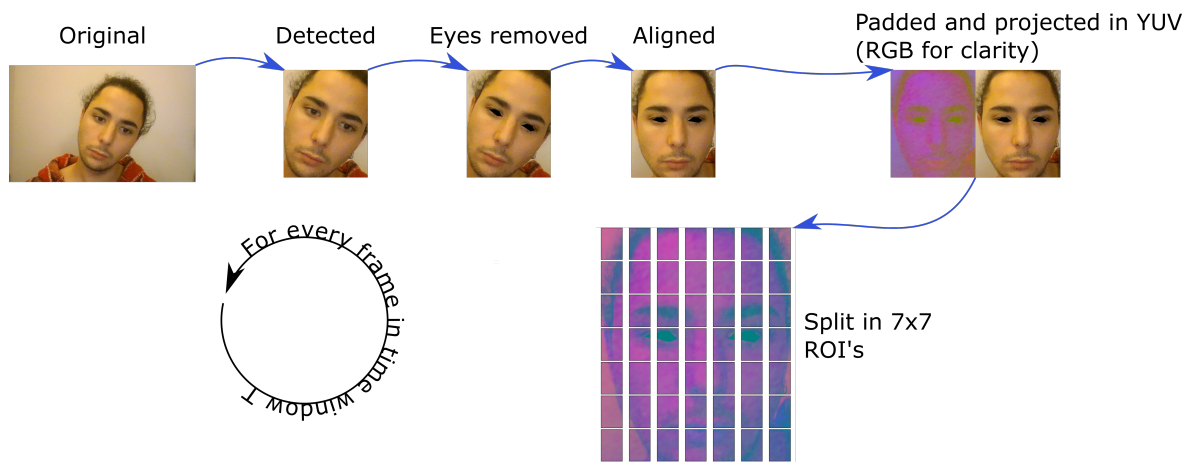 Original
Detected
Eyes removed
Aligned
Padded and projected in YUV
(RGB for clarity)
For every frame in time window T
Split in 7x7
ROI's